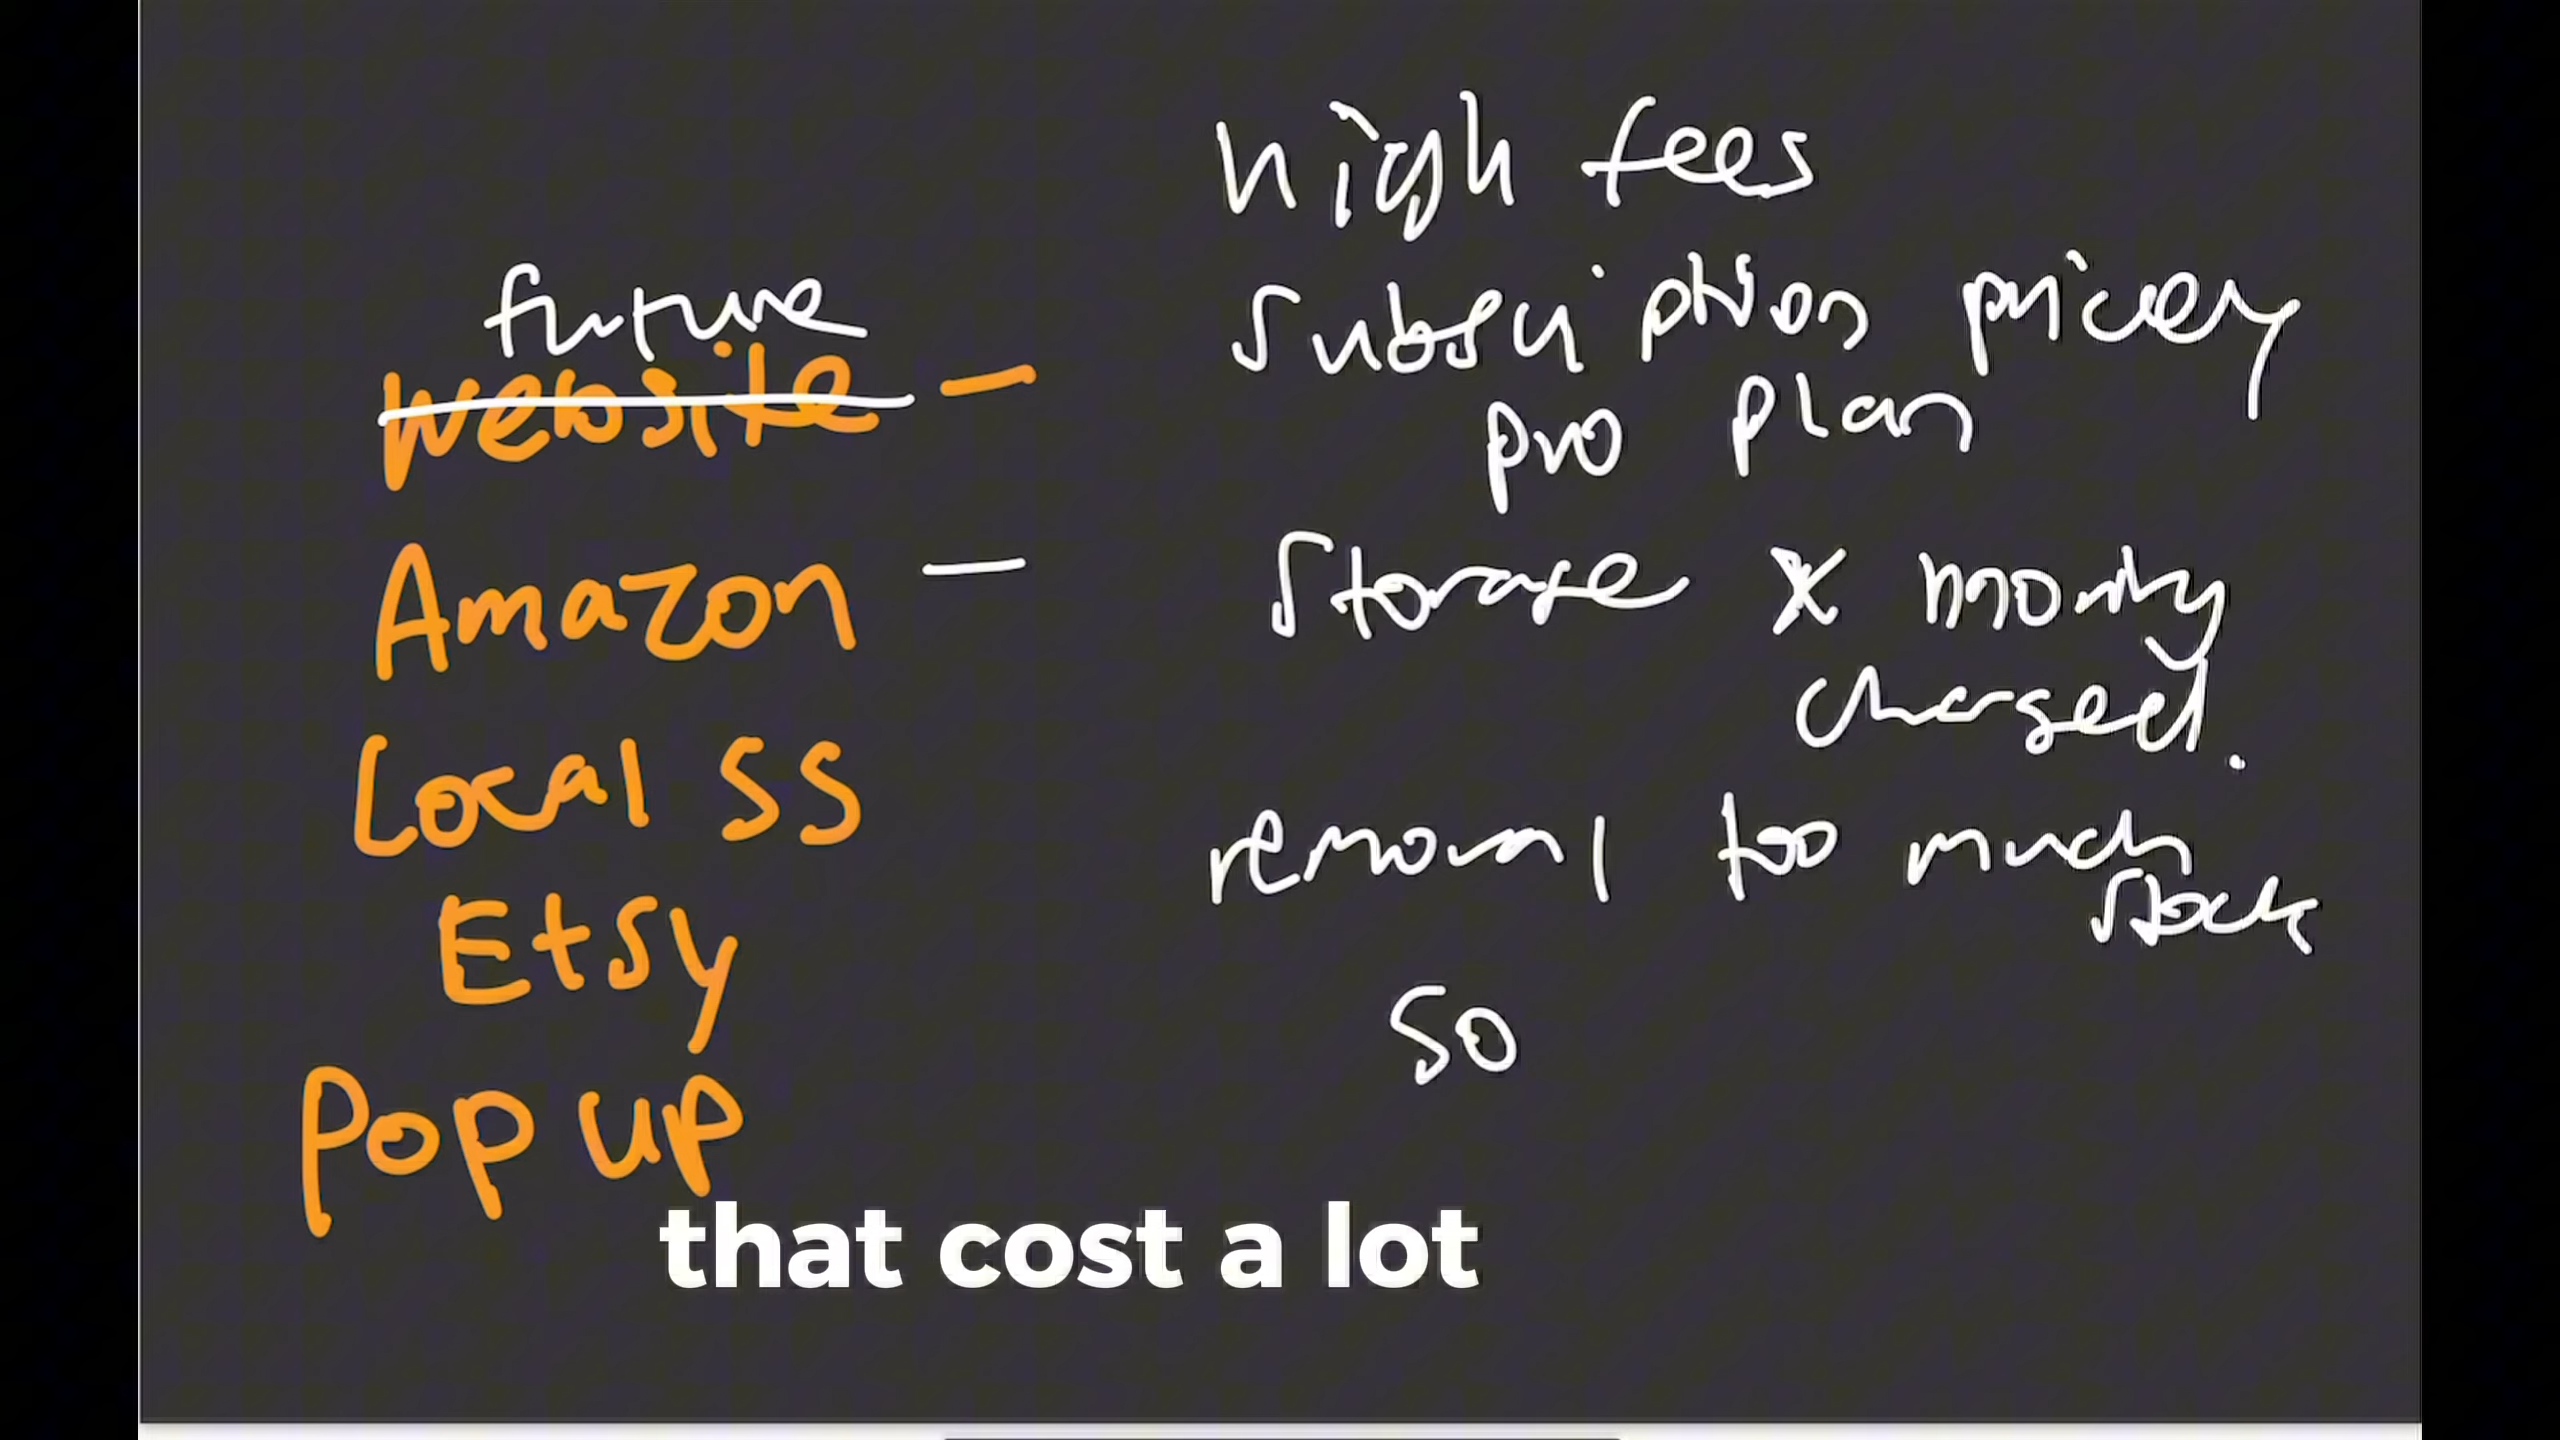 future
website -
Amazon -
Local SS
Etsy
Pop up
high fees
subscription pricey
pro plan
storage x monthly
charged.
removal too much
stock
so
that cost a lot